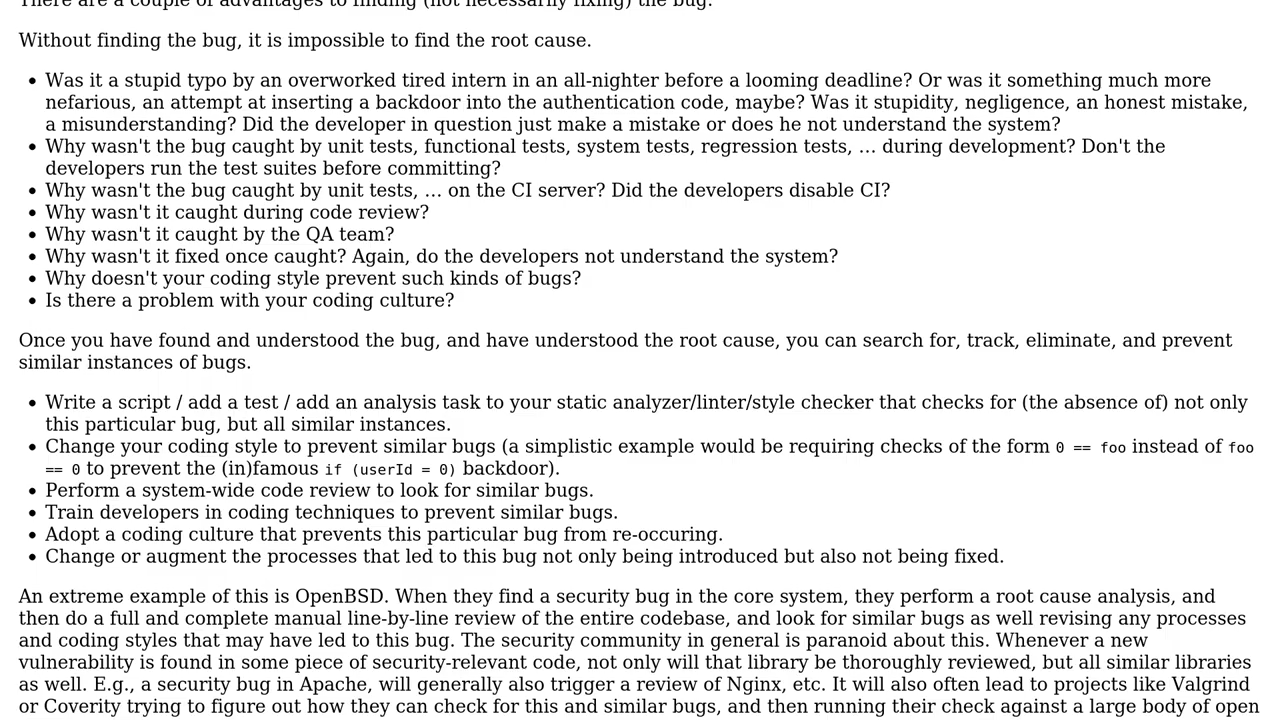 There are a couple of advantages to finding (not necessarily fixing) the bug.
Without finding the bug, it is impossible to find the root cause.
• Was it a stupid typo by an overworked tired intern in an all-nighter before a looming deadline? Or was it something much more
nefarious, an attempt at inserting a backdoor into the authentication code, maybe? Was it stupidity, negligence, an honest mistake,
a misunderstanding? Did the developer in question just make a mistake or does he not understand the system?
• Why wasn't the bug caught by unit tests, functional tests, system tests, regression tests, … during development? Don't the
developers run the test suites before committing?
• Why wasn't the bug caught by unit tests, … on the CI server? Did the developers disable CI?
• Why wasn't it caught during code review?
• Why wasn't it caught by the QA team?
• Why wasn't it fixed once caught? Again, do the developers not understand the system?
• Why doesn't your coding style prevent such kinds of bugs?
• Is there a problem with your coding culture?
Once you have found and understood the bug, and have understood the root cause, you can search for, track, eliminate, and prevent
similar instances of bugs.
• Write a script / add a test / add an analysis task to your static analyzer/linter/style checker that checks for (the absence of) not only
this particular bug, but all similar instances.
• Change your coding style to prevent similar bugs (a simplistic example would be requiring checks of the form 0 == foo instead of foo
== 0 to prevent the (in)famous if (userId = 0) backdoor).
• Perform a system-wide code review to look for similar bugs.
• Train developers in coding techniques to prevent similar bugs.
• Adopt a coding culture that prevents this particular bug from re-occuring.
• Change or augment the processes that led to this bug not only being introduced but also not being fixed.
An extreme example of this is OpenBSD. When they find a security bug in the core system, they perform a root cause analysis, and
then do a full and complete manual line-by-line review of the entire codebase, and look for similar bugs as well revising any processes
and coding styles that may have led to this bug. The security community in general is paranoid about this. Whenever a new
vulnerability is found in some piece of security-relevant code, not only will that library be thoroughly reviewed, but all similar libraries
as well. E.g., a security bug in Apache, will generally also trigger a review of Nginx, etc. It will also often lead to projects like Valgrind
or Coverity trying to figure out how they can check for this and similar bugs, and then running their check against a large body of open